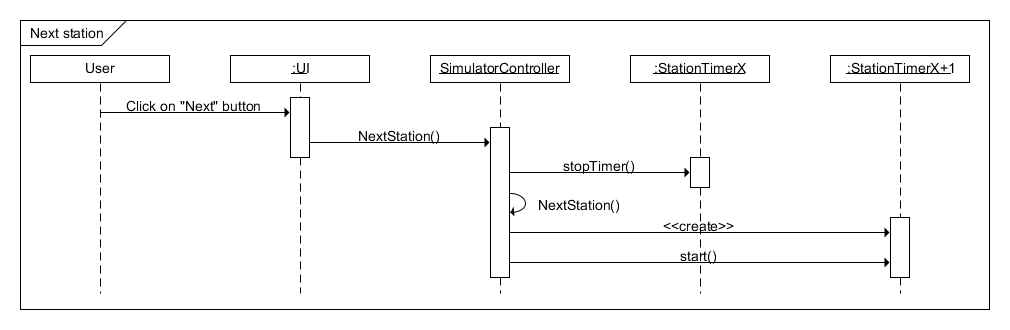 Next station
User
:UI
SimulatorController
:StationTimerX
:StationTimerX+1
Click on "Next" button
NextStation()
stopTimer()
NextStation()
<<create>>
start()